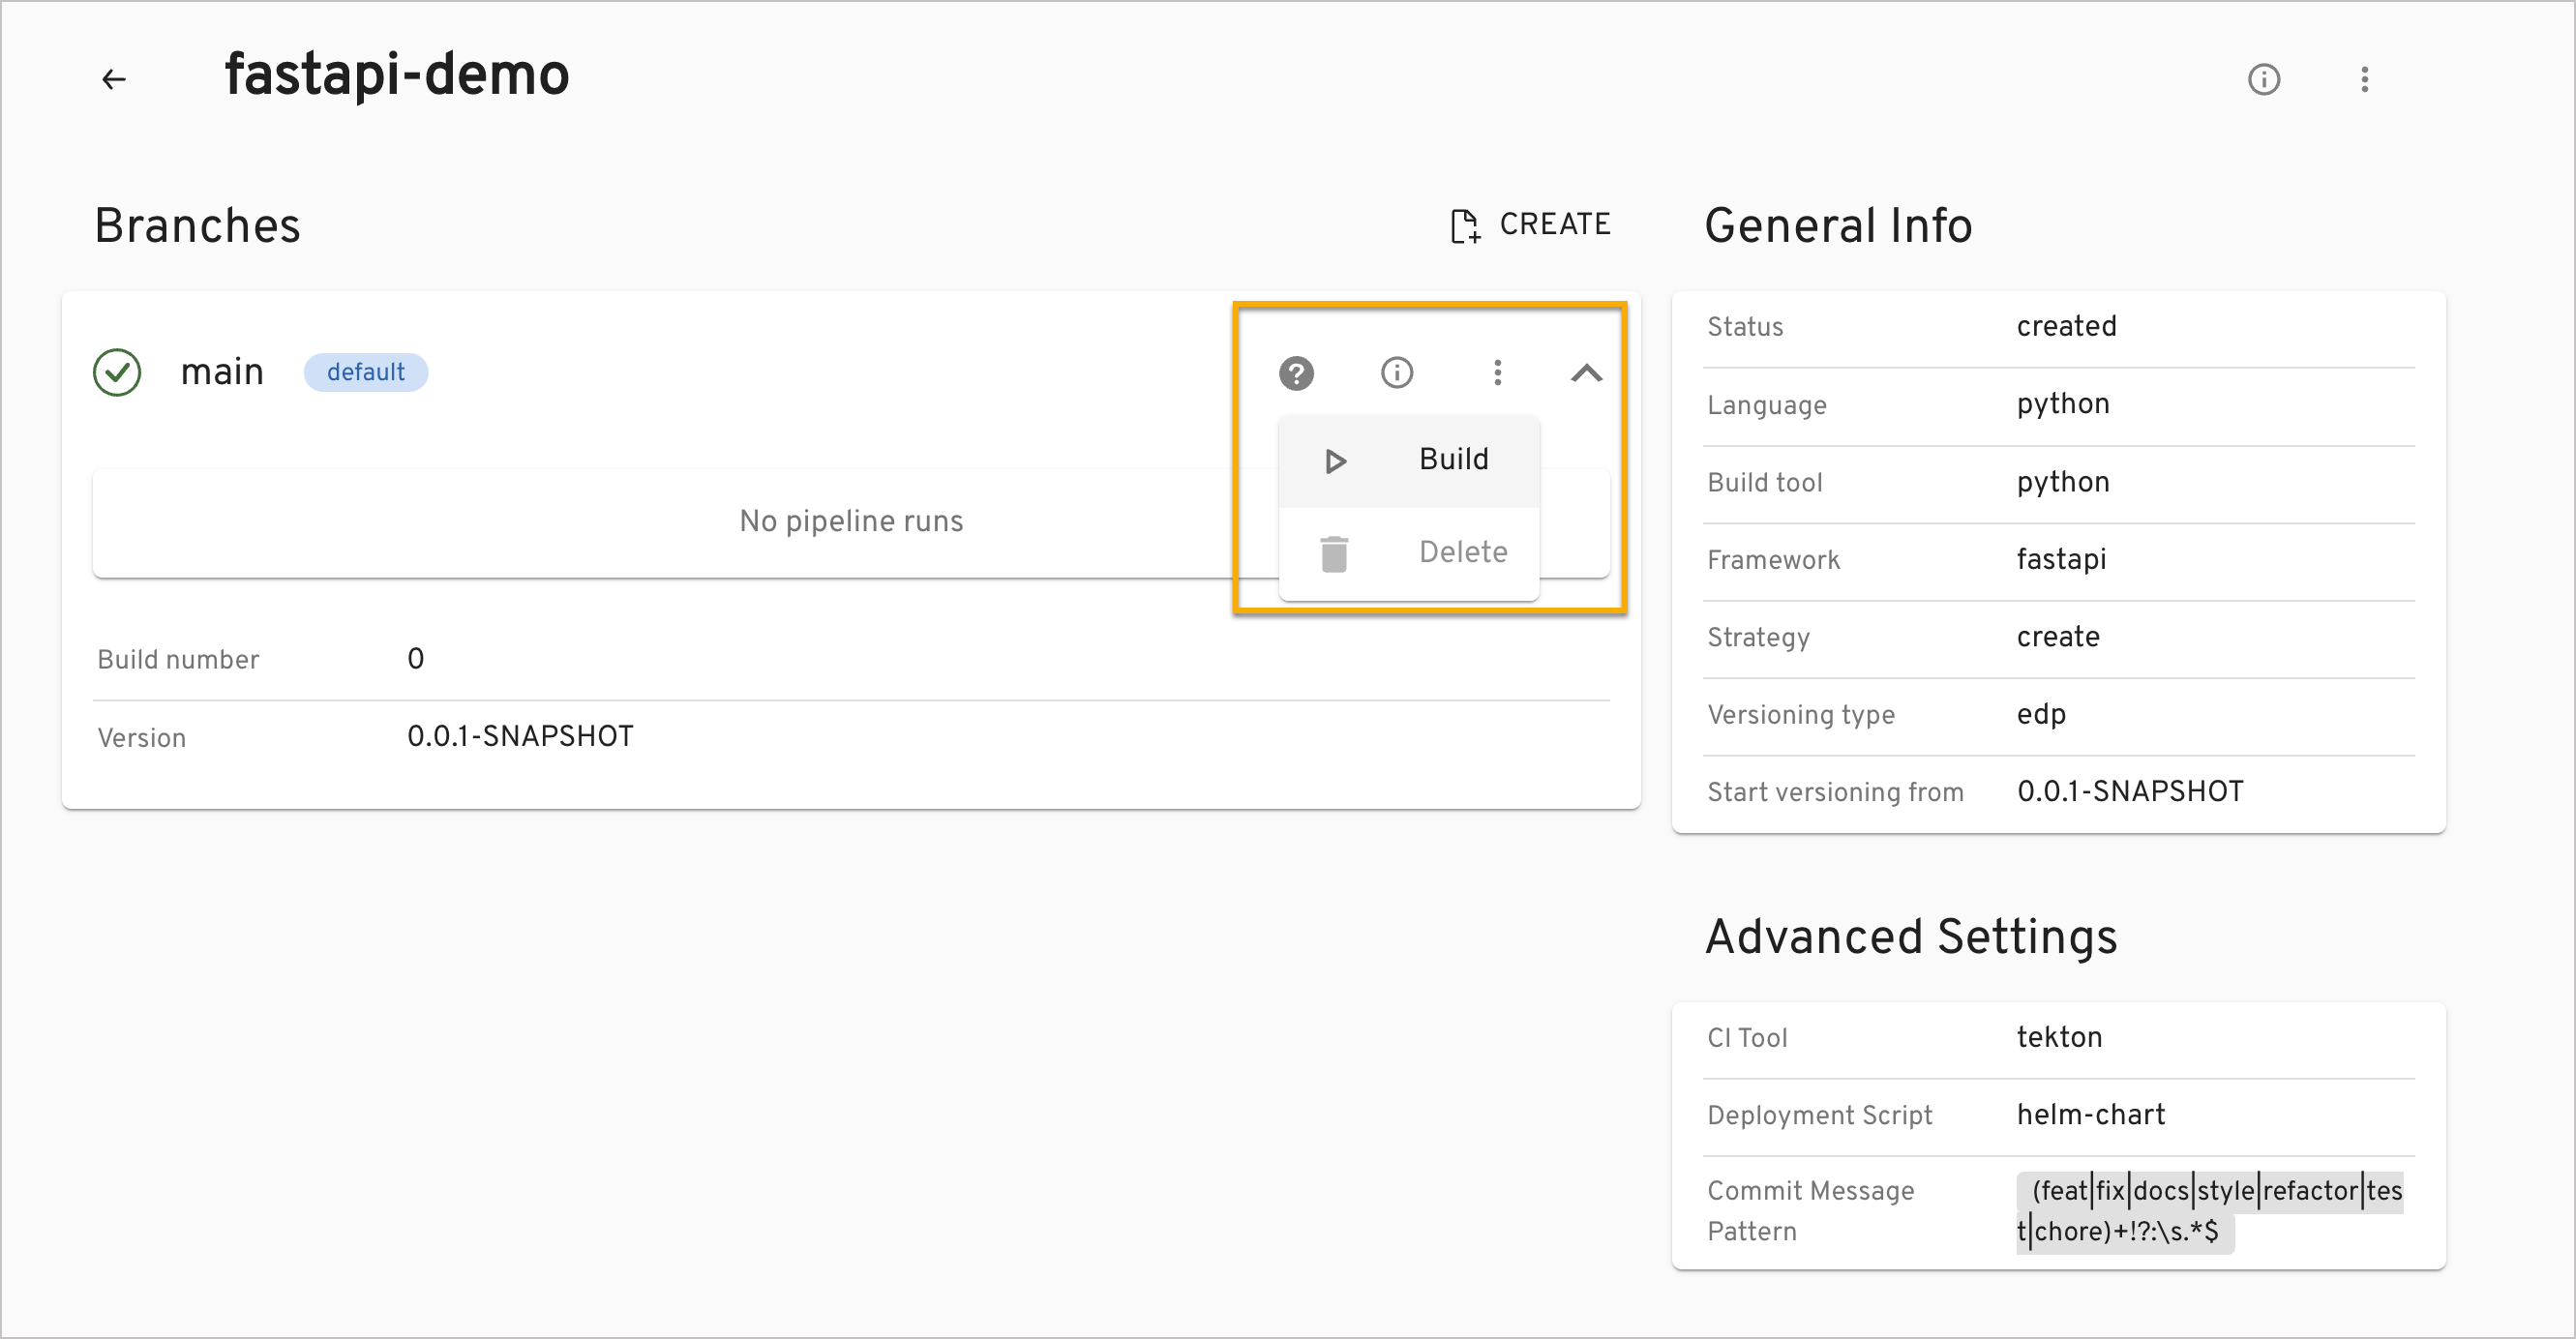 fastapi-demo
Branches
CREATE
main
default
Build
Delete
No pipeline runs
Build number 0
Version 0.0.1-SNAPSHOT
General Info
Status created
Language python
Build tool python
Framework fastapi
Strategy create
Versioning type edp
Start versioning from 0.0.1-SNAPSHOT
Advanced Settings
CI Tool tekton
Deployment Script helm-chart
Commit Message Pattern (feat|fix|docs|style|refactor|tes
t|chore)+!?:\s.*$